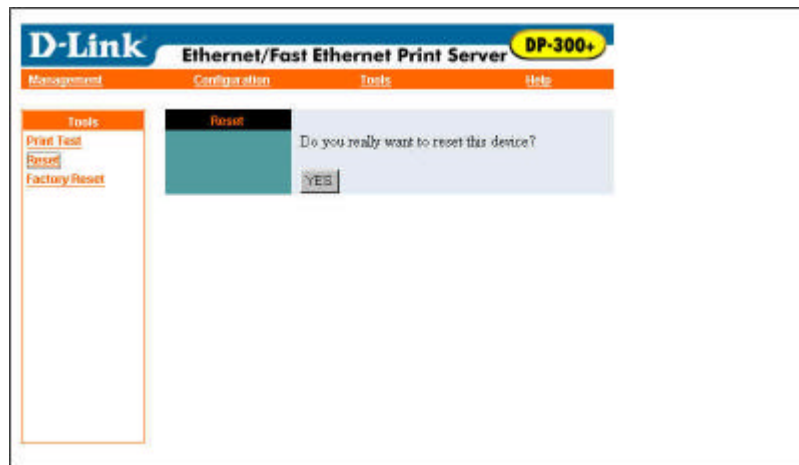 D-Link
Ethernet/Fast Ethernet Print Server
DP-300+
Management Configuration Tools Help
Tools
Print Test
Reset
Factory Reset
Reset
Do you really want to reset this device?
YES